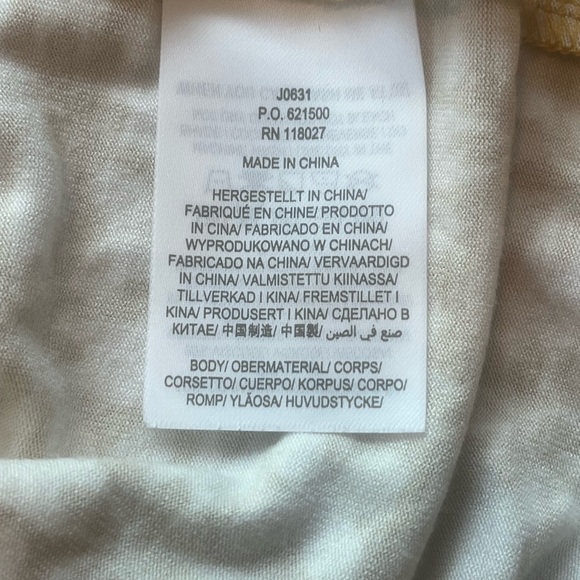 J0631
P.O. 621500
RN 118027
MADE IN CHINA
HERGESTELLT IN CHINA/
FABRIQUÉ EN CHINE/ PRODOTTO
IN CINA/ FABRICADO EN CHINA/
WYPRODUKOWANO W CHINACH/
FABRICADO NA CHINA/ VERVAARDIGD
IN CHINA/ VALMISTETTU KIINASSA/
TILLVERKAD I KINA/ FREMSTILLET I
KINA/ PRODUSERT I KINA/ СДЕЛАНО В
КИТАЕ/ 中国制造/ 中国製/ صنع في الصين
BODY/ OBERMATERIAL/ CORPS/
CORSETTO/ CUERPO/ KORPUS/ CORPO/
ROMP/ YLÄOSA/ HUVUDSTYCKE/